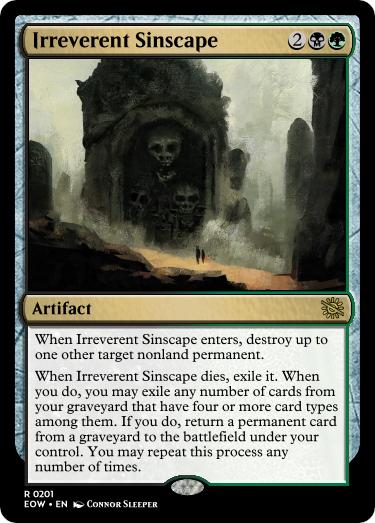 Irreverent Sinscape 2
Artifact
When Irreverent Sinscape enters, destroy up to
one other target nonland permanent.
When Irreverent Sinscape dies, exile it. When
you do, you may exile any number of cards from
your graveyard that have four or more card types
among them. If you do, return a permanent card
from a graveyard to the battlefield under your
control. You may repeat this process any
number of times.
R 0201
EOW • EN Connor Sleeper